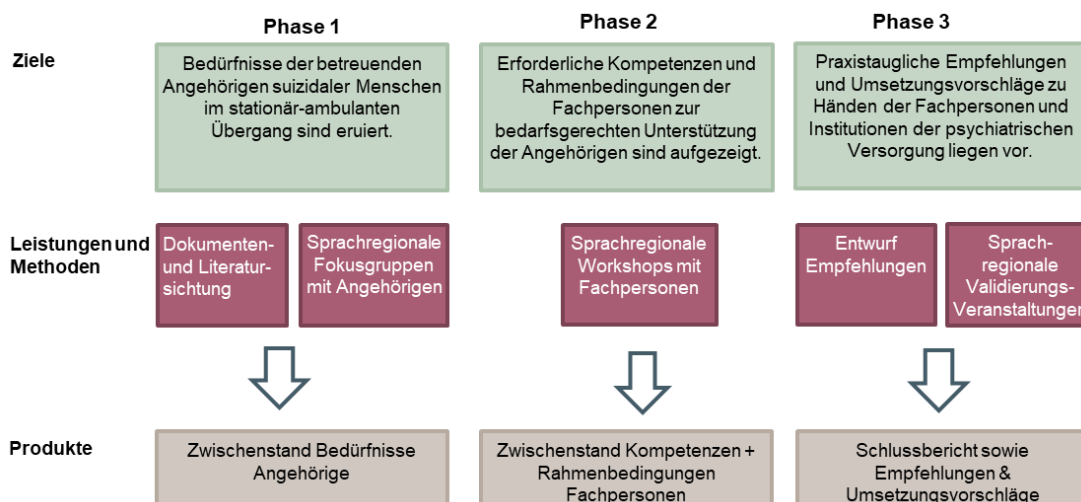 Phase 1
Phase 2
Phase 3
Ziele
Bedürfnisse der betreuenden
Angehörigen suizidaler Menschen
im stationär-ambulanten
Übergang sind eruiert.
Erforderliche Kompetenzen und
Rahmenbedingungen der
Fachpersonen zur
bedarfsgerechten Unterstützung
der Angehörigen sind aufgezeigt.
Praxistaugliche Empfehlungen
und Umsetzungsvorschläge zu
Händen der Fachpersonen und
Institutionen der psychiatrischen
Versorgung liegen vor.
Leistungen und
Methoden
Dokumenten-
und Literatur-
sichtung
Sprachregionale
Fokusgruppen
mit Angehörigen
Sprachregionale
Workshops mit
Fachpersonen
Entwurf
Empfehlungen
Sprach-
regionale
Validierungs-
Veranstaltungen
Produkte
Zwischenstand Bedürfnisse
Angehörige
Zwischenstand Kompetenzen +
Rahmenbedingungen
Fachpersonen
Schlussbericht sowie
Empfehlungen &
Umsetzungsvorschläge